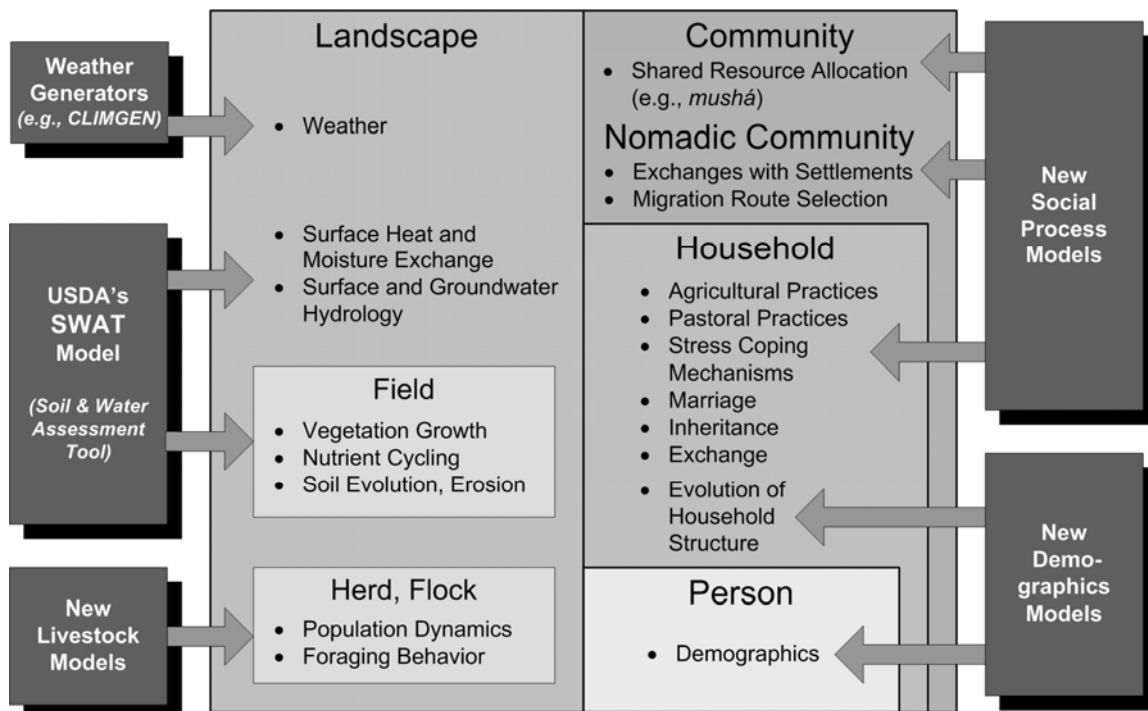 Weather
Generators
(e.g., CLIMGEN)
USDA's
SWAT
Model
(Soil & Water
Assessment
Tool)
New
Livestock
Models
Landscape
• Weather
• Surface Heat and
Moisture Exchange
• Surface and Groundwater
Hydrology
Field
• Vegetation Growth
• Nutrient Cycling
• Soil Evolution, Erosion
Herd, Flock
• Population Dynamics
• Foraging Behavior
Community
• Shared Resource Allocation
(e.g., mushá)
Nomadic Community
• Exchanges with Settlements
• Migration Route Selection
Household
• Agricultural Practices
• Pastoral Practices
• Stress Coping
Mechanisms
• Marriage
• Inheritance
• Exchange
• Evolution of
Household
Structure
Person
• Demographics
New
Social
Process
Models
New
Demo-
graphics
Models